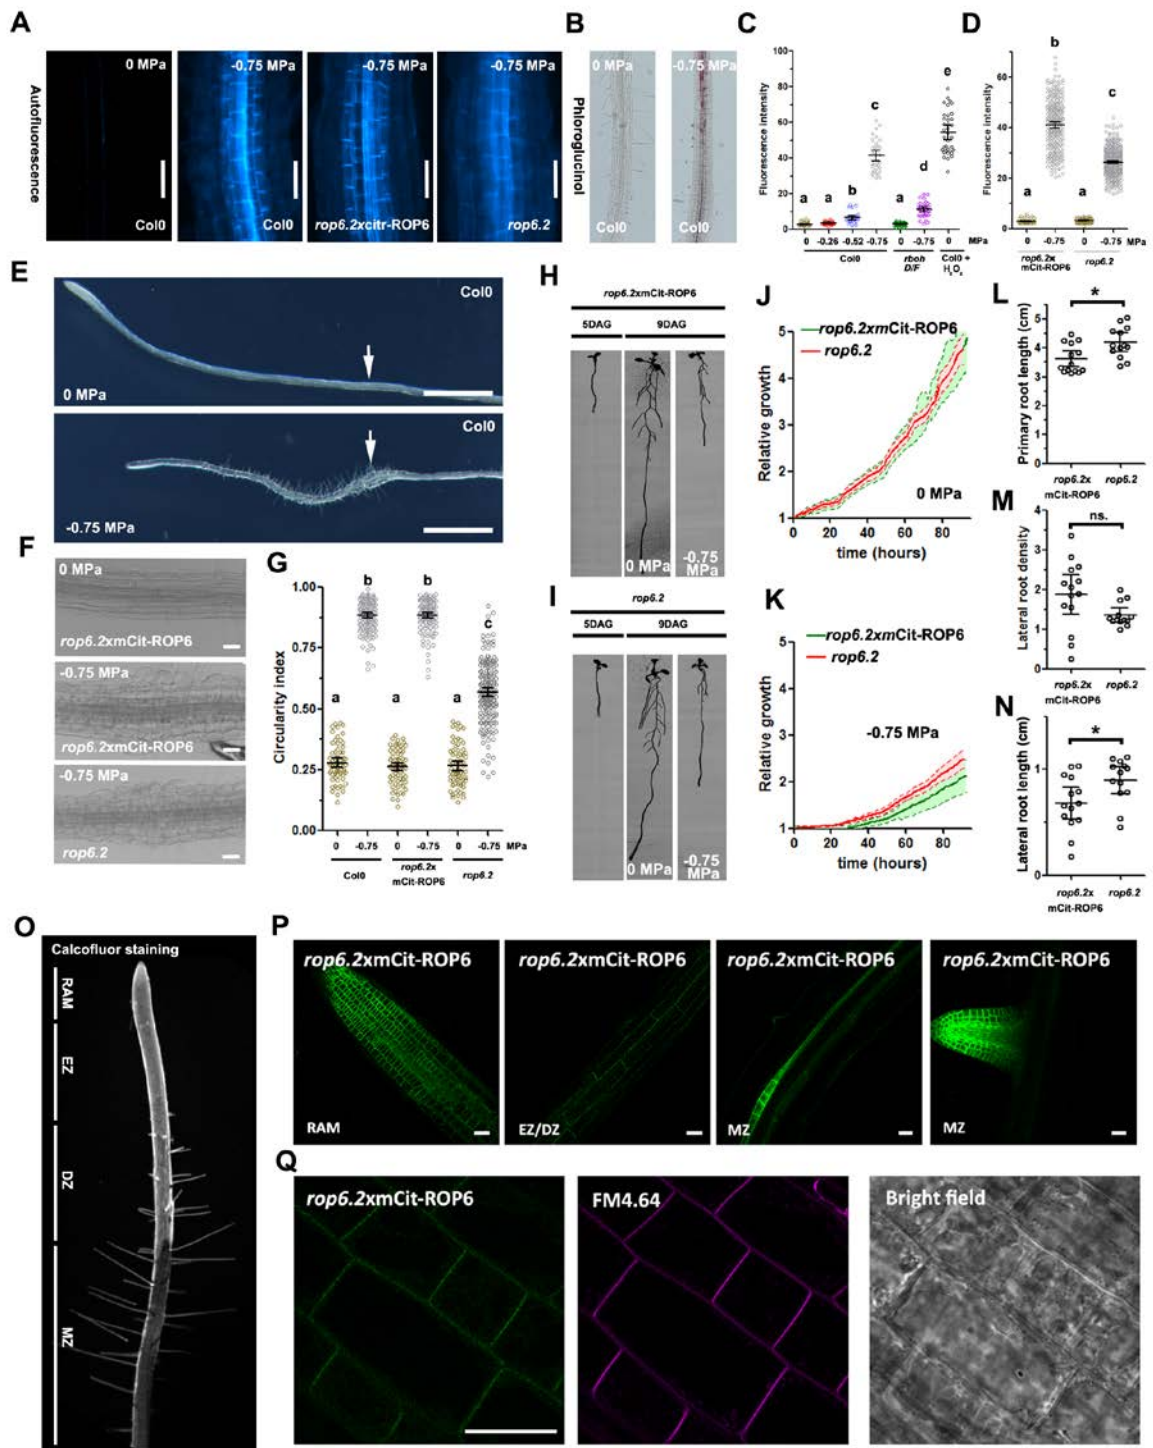 A
0 MPa
-0.75 MPa
-0.75 MPa
-0.75 MPa
Autofluorescence
Col0
Col0
rop6.2xcitr-ROP6
rop6.2
B
0 MPa
-0.75 MPa
Phloroglucinol
Col0
Col0
C
Fluorescence intensity
100
80
60
40
20
0
a
a
b
c
a
d
e
0
-0.26
-0.52
-0.75
0
-0.75
0
MPa
Col0
rboh
D/F
Col0 +
H2O2
D
Fluorescence intensity
60
40
20
0
a
b
a
c
0
-0.75
0
-0.75
MPa
rop6.2x
mCit-ROP6
rop6.2
E
Col0
0 MPa
Col0
-0.75 MPa
F
0 MPa
rop6.2xmCit-ROP6
-0.75 MPa
rop6.2xmCit-ROP6
-0.75 MPa
rop6.2
G
Circularity index
1.00
0.75
0.50
0.25
0.00
a
b
a
b
a
c
0
-0.75
0
-0.75
0
-0.75
MPa
Col0
rop6.2x
mCit-ROP6
rop6.2
H
rop6.2xmCit-ROP6
5DAG
9DAG
0 MPa
-0.75
MPa
I
rop6.2
5DAG
9DAG
0 MPa
-0.75
MPa
J
rop6.2xmCit-ROP6
rop6.2
Relative growth
5
4
3
2
1
0 MPa
0
20
40
60
80
time (hours)
K
rop6.2xmCit-ROP6
rop6.2
Relative growth
5
4
3
2
1
-0.75 MPa
0
20
40
60
80
time (hours)
L
*
Primary root length (cm)
5
4
3
2
1
0
rop6.2x
mCit-ROP6
rop5.2
M
ns.
Lateral root density
4
3
2
1
0
rop6.2x
mCit-ROP6
rop6.2
N
*
Lateral root length (cm)
1
0
rop6.2x
mCit-ROP6
rop6.2
O
Calcofluor staining
RAM
EZ
DZ
MZ
P
rop6.2xmCit-ROP6
rop6.2xmCit-ROP6
rop6.2xmCit-ROP6
rop6.2xmCit-ROP6
RAM
EZ/DZ
MZ
MZ
Q
rop6.2xmCit-ROP6
FM4.64
Bright field